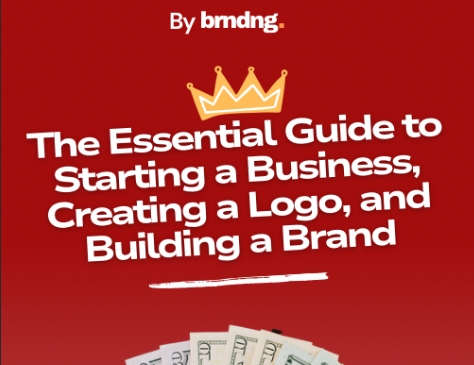 By brndng.
The Essential Guide to
Starting a Business,
Creating a Logo, and
Building a Brand